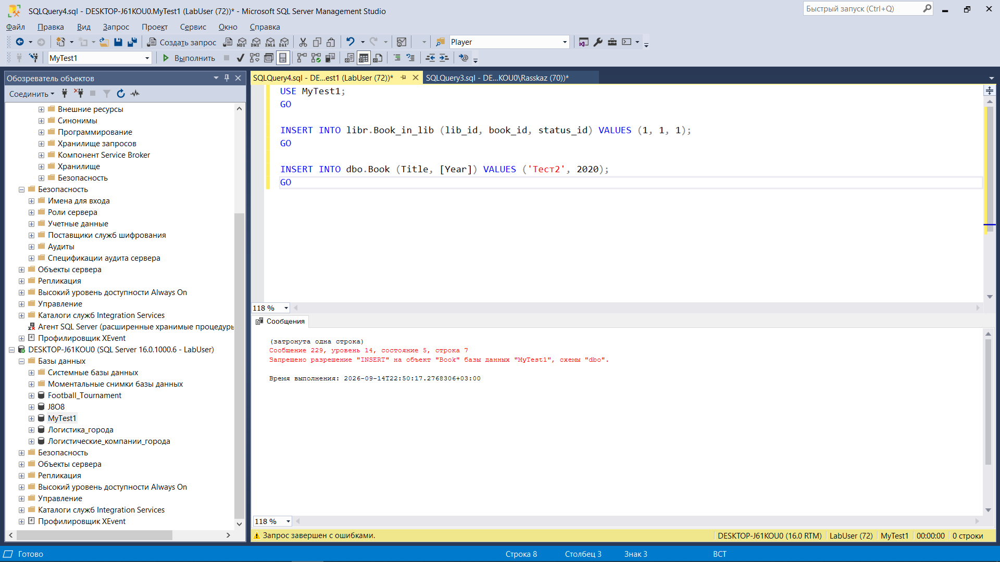 SQLQuery4.sql - DESKTOP-J61KOU0.MyTest1 (LabUser (72))* - Microsoft SQL Server Management Studio
Быстрый запуск (Ctrl+Q)
Файл Правка Вид Запрос Проект Сервис Окно Справка
Создать запрос
MDX DMX XMLA DAX
Player
MyTest1
Выполнить
Обозреватель объектов
SQLQuery4.sql - DE...est1 (LabUser (72))*
SQLQuery3.sql - DE...KOU0\Rasskaz (70))*
Соединить
Внешние ресурсы
Синонимы
Программирование
Хранилище запросов
Компонент Service Broker
Хранилище
Безопасность
Безопасность
Имена для входа
Роли сервера
Учетные данные
Поставщики служб шифрования
Аудиты
Спецификации аудита сервера
Объекты сервера
Репликация
Высокий уровень доступности Always On
Управление
Каталоги служб Integration Services
Агент SQL Server (расширенные хранимые процедуры
Профилировщик XEvent
DESKTOP-J61KOU0 (SQL Server 16.0.1000.6 - LabUser)
Базы данных
Системные базы данных
Моментальные снимки базы данных
Football_Tournament
J8O8
MyTest1
Логистика_города
Логистические_компании_города
Безопасность
Объекты сервера
Репликация
Высокий уровень доступности Always On
Управление
Каталоги служб Integration Services
Профилировщик XEvent
USE MyTest1;
GO
INSERT INTO libr.Book_in_lib (lib_id, book_id, status_id) VALUES (1, 1, 1);
GO
INSERT INTO dbo.Book (Title, [Year]) VALUES ('Тест2', 2020);
GO
118 %
Сообщения
(затронута одна строка)
Сообщение 229, уровень 14, состояние 5, строка 7
Запрещено разрешение "INSERT" на объект "Book" базы данных "MyTest1", схемы "dbo".
Время выполнения: 2026-09-14T22:50:17.2768306+03:00
118 %
Запрос завершен с ошибками.
DESKTOP-J61KOU0 (16.0 RTM)
LabUser (72)
MyTest1
00:00:00
0 строки
Готово
Строка 8
Столбец 3
Знак 3
ВСТ